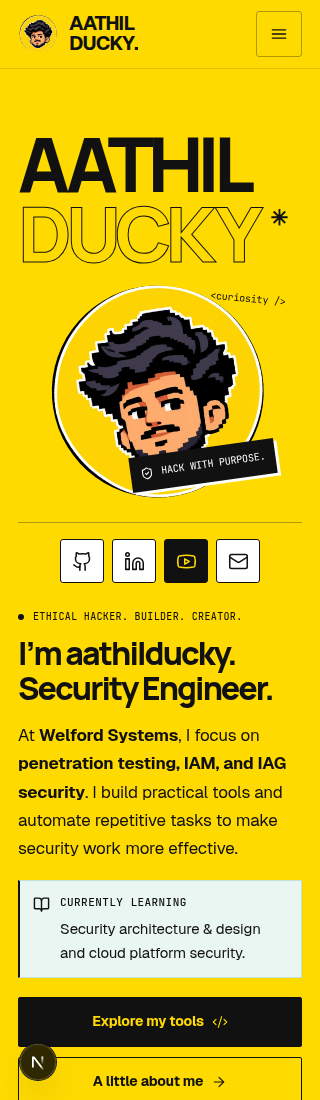 AATHIL
DUCKY.
AATHIL
DUCKY*
<curiosity />
HACK WITH PURPOSE.
ETHICAL HACKER. BUILDER. CREATOR.
I’m aathilducky.
Security Engineer.
At Welford Systems, I focus on
penetration testing, IAM, and IAG
security. I build practical tools and
automate repetitive tasks to make
security work more effective.
CURRENTLY LEARNING
Security architecture & design
and cloud platform security.
Explore my tools </>
N
A little about me →